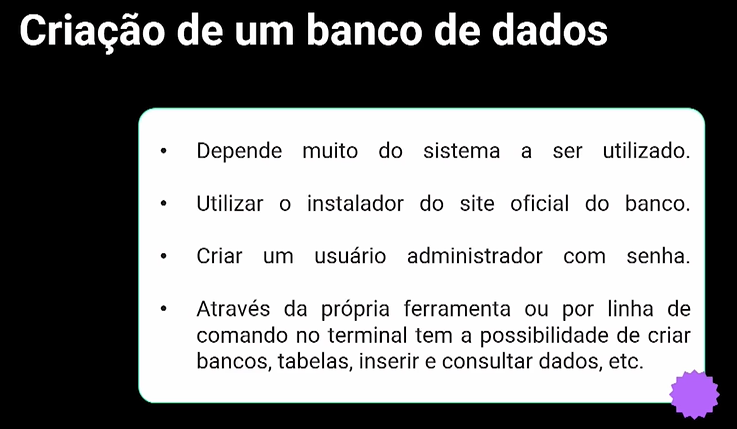 Criação de um banco de dados
• Depende muito do sistema a ser utilizado.
• Utilizar o instalador do site oficial do banco.
• Criar um usuário administrador com senha.
• Através da própria ferramenta ou por linha de
comando no terminal tem a possibilidade de criar
bancos, tabelas, inserir e consultar dados, etc.